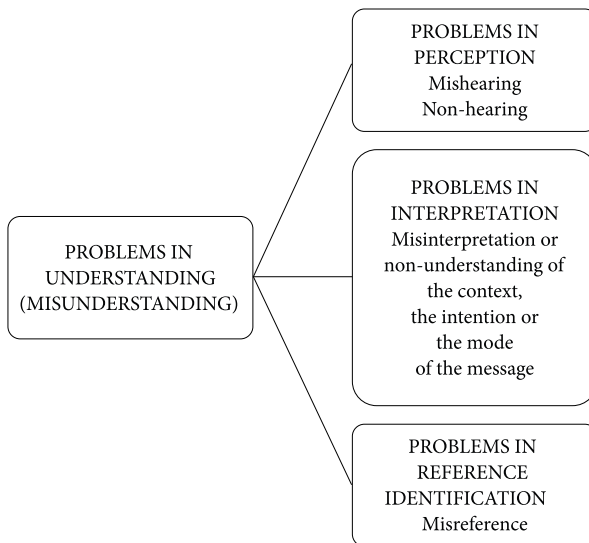 PROBLEMS IN
PERCEPTION
Mishearing
Non-hearing
PROBLEMS IN
UNDERSTANDING
(MISUNDERSTANDING)
PROBLEMS IN
INTERPRETATION
Misinterpretation or
non-understanding of
the context,
the intention or
the mode
of the message
PROBLEMS IN
REFERENCE
IDENTIFICATION
Misreference